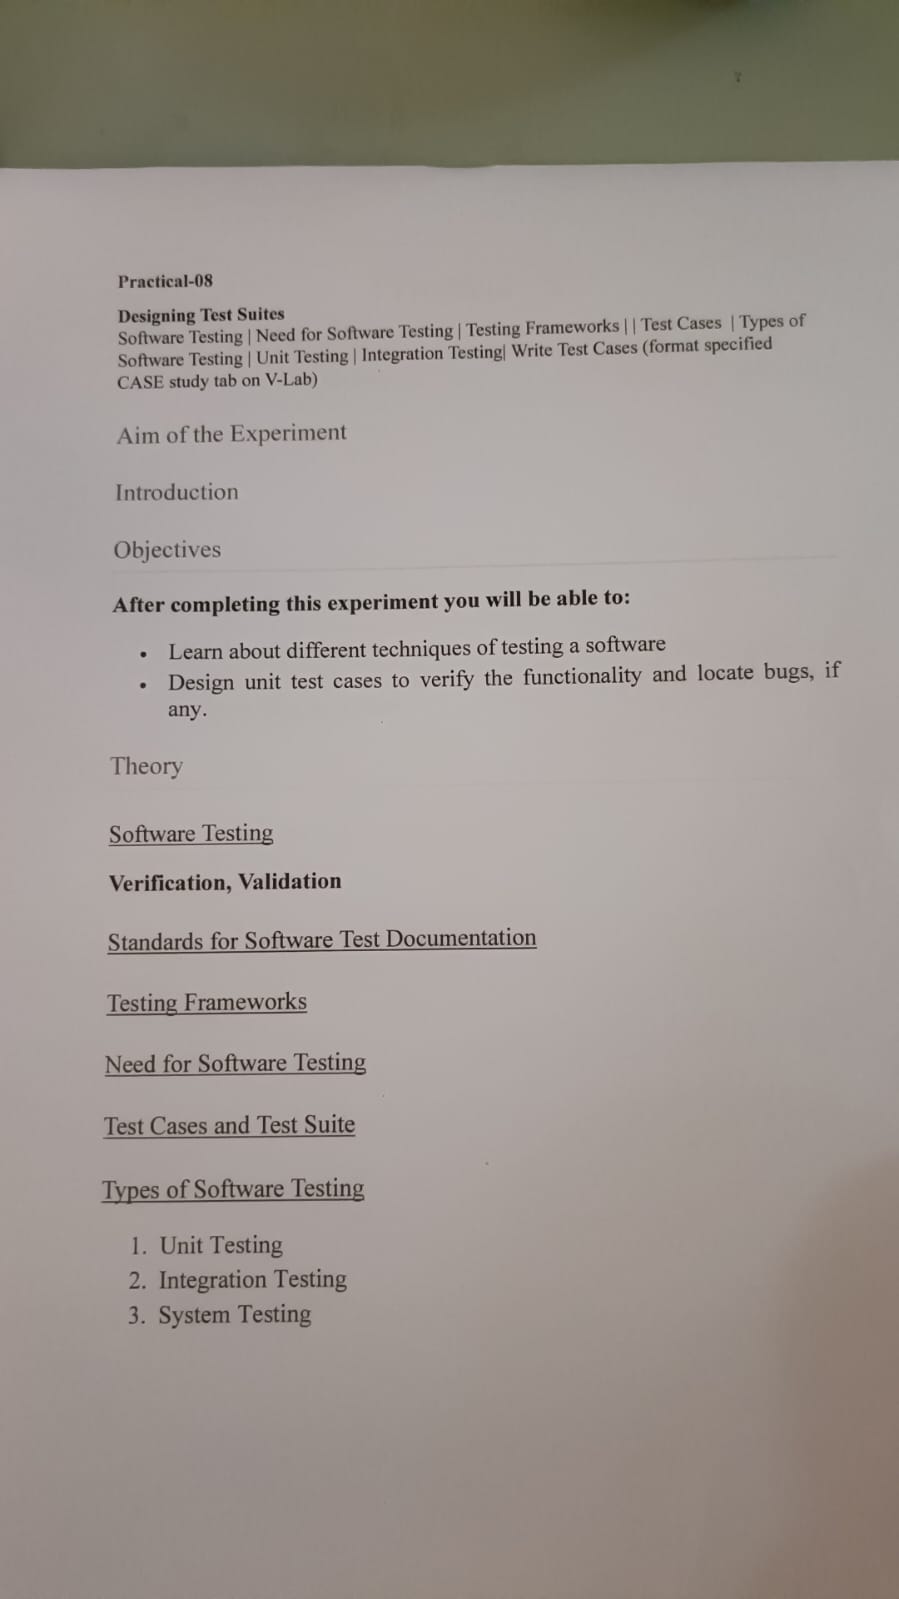 Practical-08
Designing Test Suites
Software Testing | Need for Software Testing | Testing Frameworks | | Test Cases | Types of
Software Testing | Unit Testing | Integration Testing| Write Test Cases (format specified
CASE study tab on V-Lab)
Aim of the Experiment
Introduction
Objectives
After completing this experiment you will be able to:
• Learn about different techniques of testing a software
• Design unit test cases to verify the functionality and locate bugs, if
any.
Theory
Software Testing
Verification, Validation
Standards for Software Test Documentation
Testing Frameworks
Need for Software Testing
Test Cases and Test Suite
Types of Software Testing
1. Unit Testing
2. Integration Testing
3. System Testing